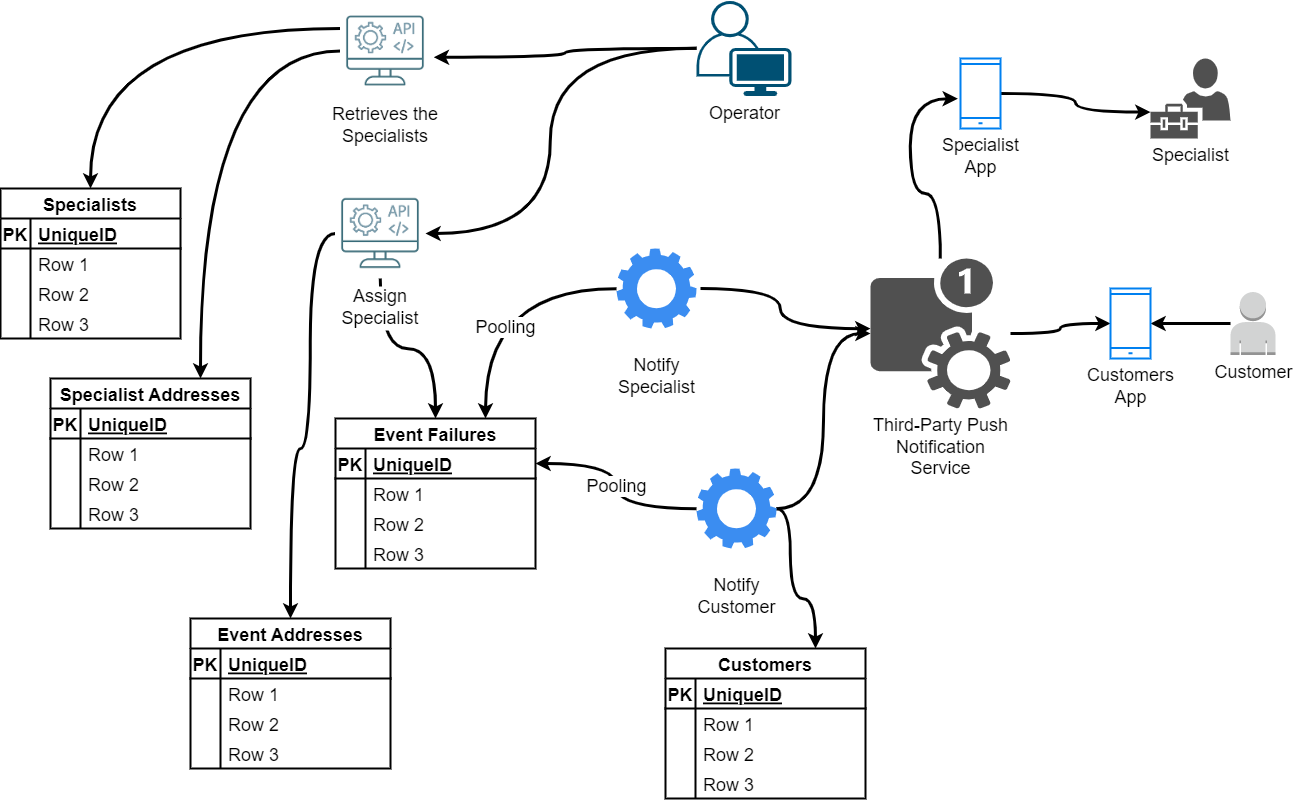 API
</>
Retrieves the
Specialists
Operator
Specialist
App
Specialist
Specialists
PK UniqueID
Row 1
Row 2
Row 3
API
</>
Assign
Specialist
Pooling
Notify
Specialist
1
Third-Party Push
Notification
Service
Customers
App
Customer
Specialist Addresses
PK UniqueID
Row 1
Row 2
Row 3
Event Failures
PK UniqueID
Row 1
Row 2
Row 3
Pooling
Notify
Customer
Event Addresses
PK UniqueID
Row 1
Row 2
Row 3
Customers
PK UniqueID
Row 1
Row 2
Row 3